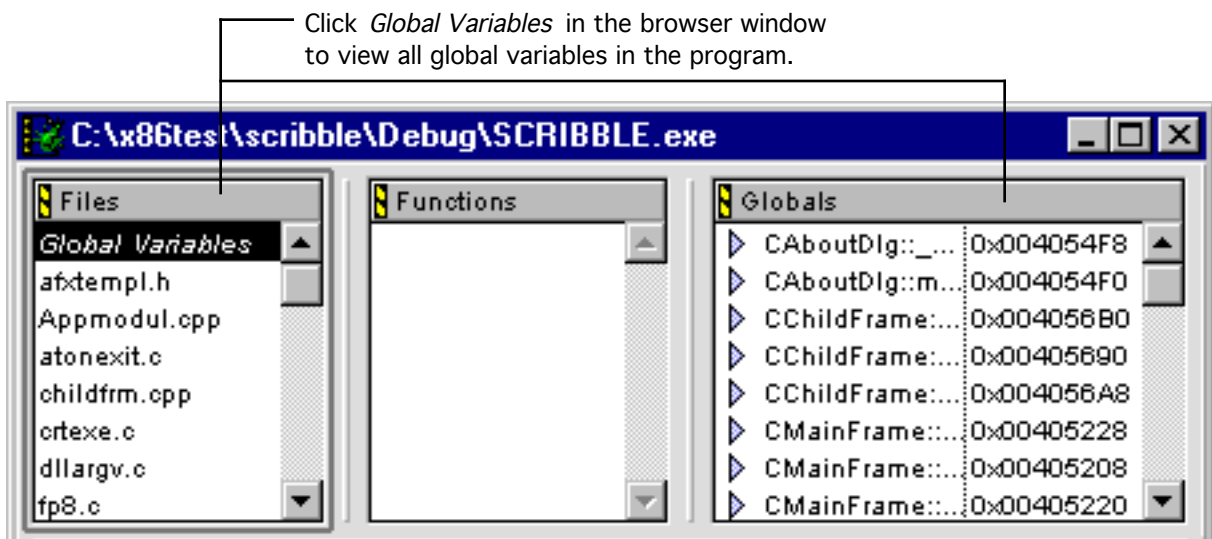 Click Global Variables in the browser window
to view all global variables in the program.
C:\x86test\scribble\Debug\SCRIBBLE.exe
Files
Global Variables
afxtempl.h
Appmodul.cpp
atonexit.c
childfrm.cpp
crtexe.c
dllargv.c
fp8.c
Functions
Globals
CAboutDlg::_... 0x004054F8
CAboutDlg::m... 0x004054F0
CChildFrame:... 0x004056B0
CChildFrame:... 0x00405690
CChildFrame:... 0x004056A8
CMainFrame::... 0x00405228
CMainFrame::... 0x00405208
CMainFrame::... 0x00405220